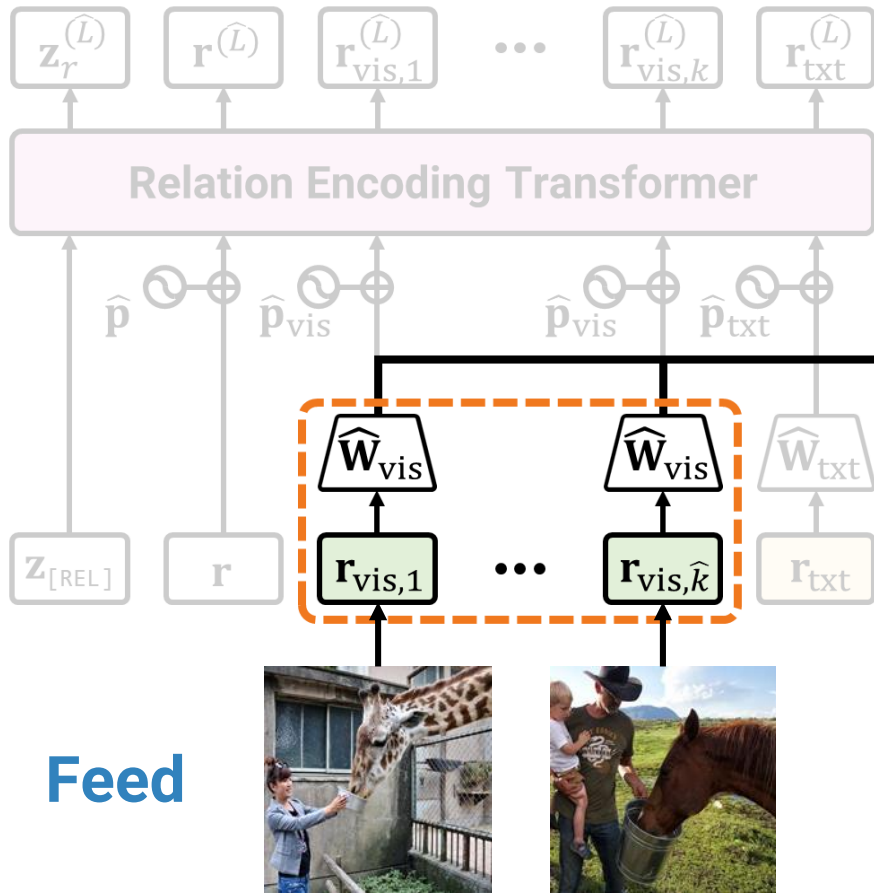 z_r^(L̂) r^(L̂) r_vis,1^(L̂) ••• r_vis,k^(L̂) r_txt^(L̂)
Relation Encoding Transformer
p̂ p̂_vis p̂_vis p̂_txt
Ŵ_vis Ŵ_vis Ŵ_txt
z_[REL] r r_vis,1 ••• r_vis,k̂ r_txt
Feed